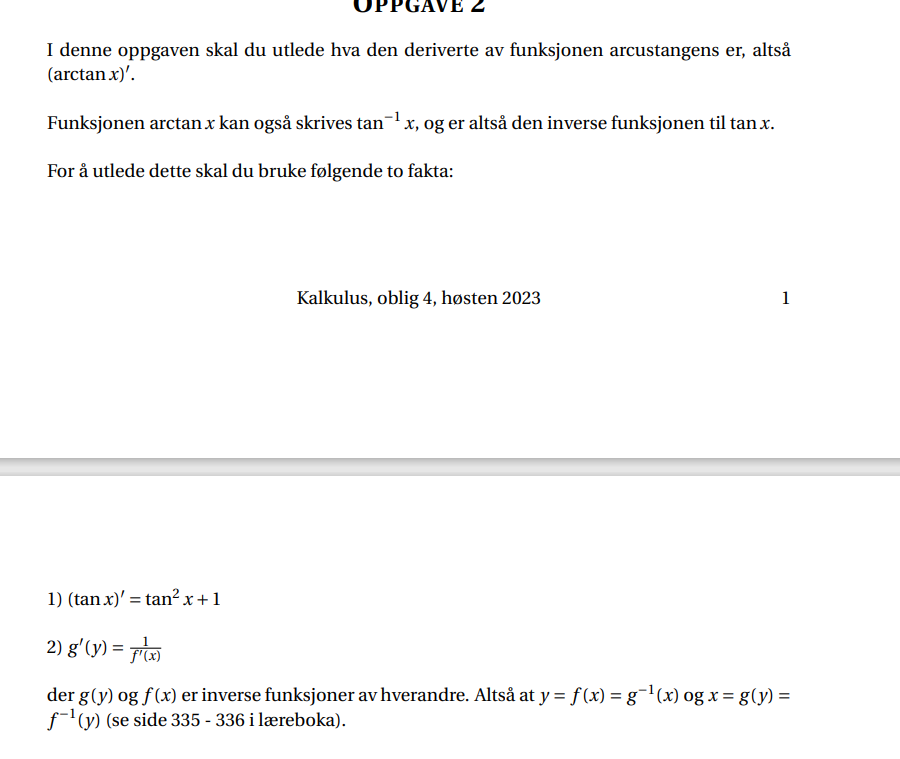 OPPGAVE 2
I denne oppgaven skal du utlede hva den deriverte av funksjonen arcustangens er, altså
(arctan x)′.
Funksjonen arctan x kan også skrives tan⁻¹ x, og er altså den inverse funksjonen til tan x.
For å utlede dette skal du bruke følgende to fakta:
Kalkulus, oblig 4, høsten 2023 1
1) (tan x)′ = tan² x + 1
2) g′(y) = 1/f′(x)
der g(y) og f(x) er inverse funksjoner av hverandre. Altså at y = f(x) = g⁻¹(x) og x = g(y) =
f⁻¹(y) (se side 335 - 336 i læreboka).